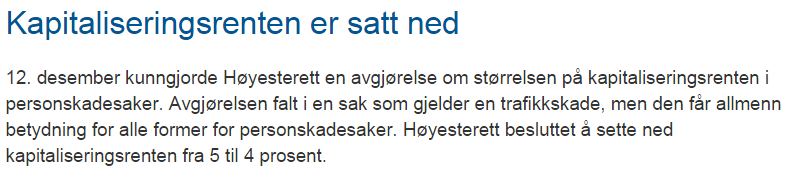 Kapitaliseringsrenten er satt ned
12. desember kunngjorde Høyesterett en avgjørelse om størrelsen på kapitaliseringsrenten i
personskadesaker. Avgjørelsen falt i en sak som gjelder en trafikkskade, men den får allmenn
betydning for alle former for personskadesaker. Høyesterett besluttet å sette ned
kapitaliseringsrenten fra 5 til 4 prosent.